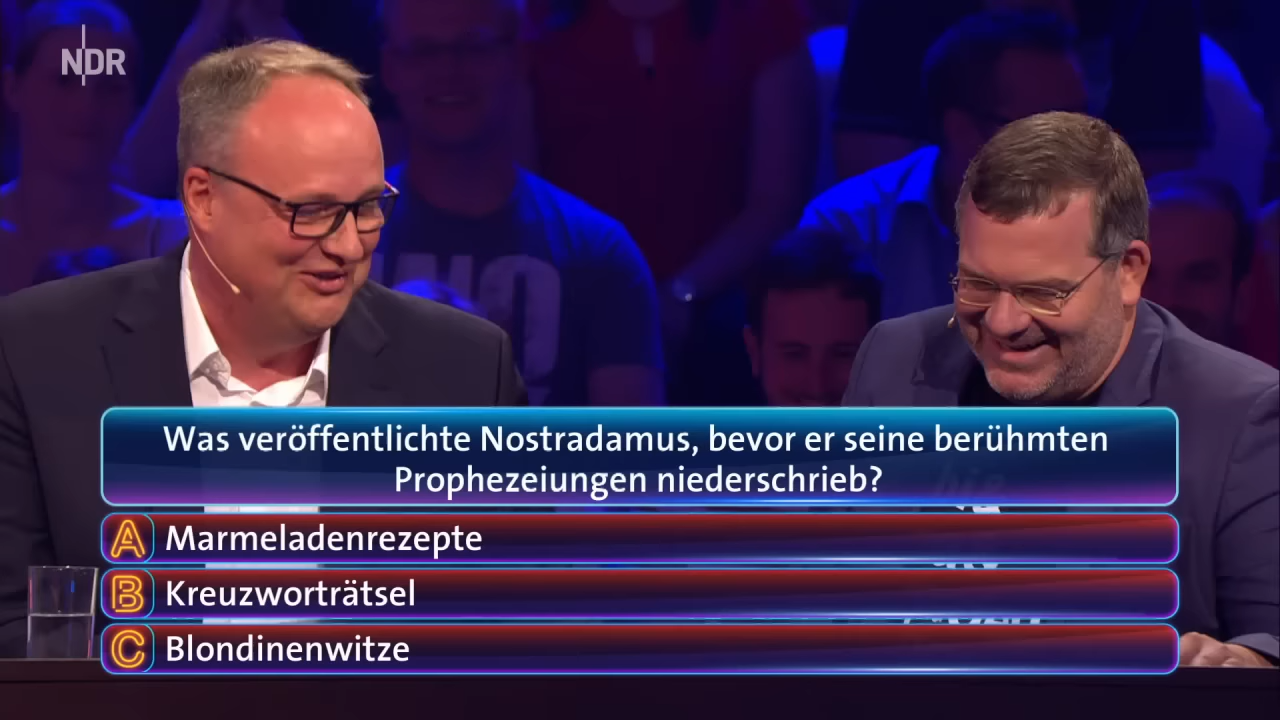 NDR
Was veröffentlichte Nostradamus, bevor er seine berühmten
Prophezeiungen niederschrieb?
A Marmeladenrezepte
B Kreuzworträtsel
C Blondinenwitze